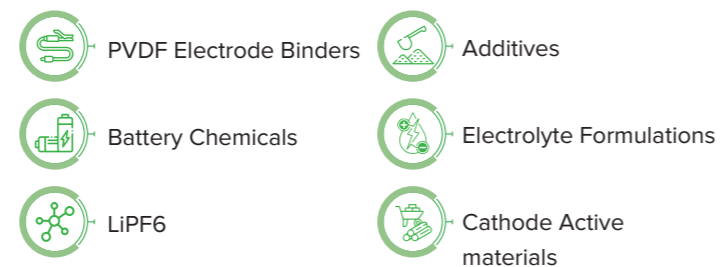 PVDF Electrode Binders
Additives
Battery Chemicals
Electrolyte Formulations
LiPF6
Cathode Active
materials